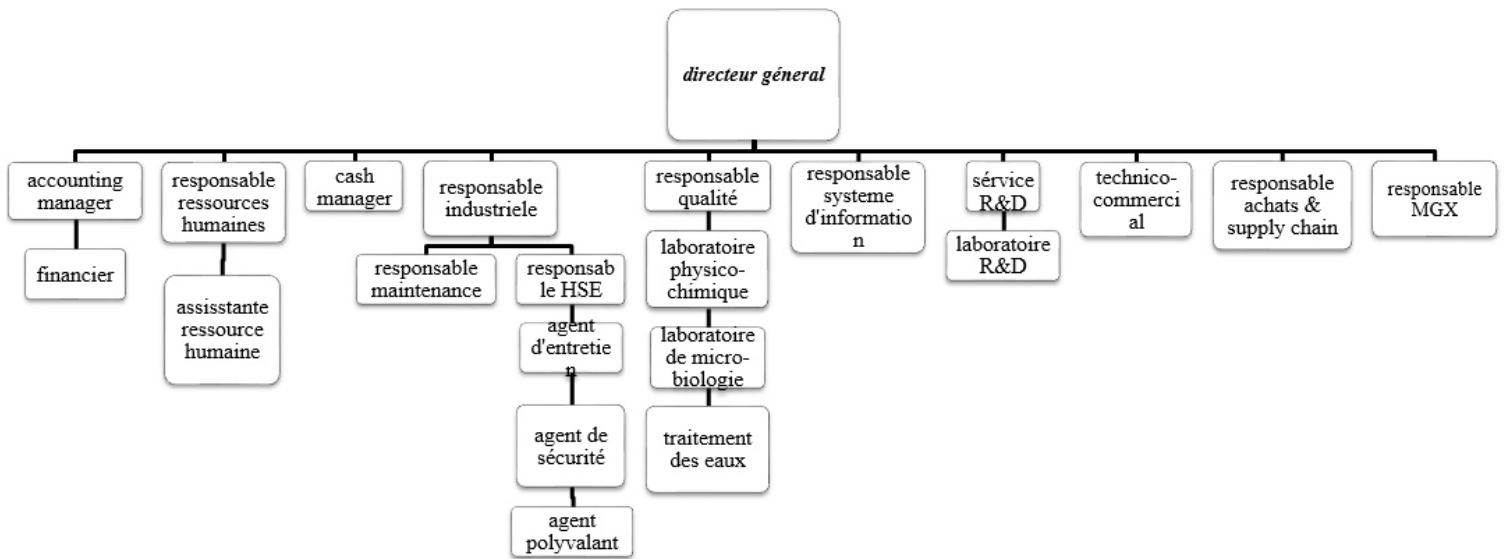 directeur géneral
accounting
manager
financier
responsable
ressources
humaines
assisstante
ressource
humaine
cash
manager
responsable
industriele
responsable
maintenance
responsab
le HSE
agent
d'entretie
n
agent de
sécurité
agent
polyvalant
responsable
qualité
laboratoire
physico-
chimique
laboratoire
de micro-
biologie
traitement
des eaux
responsable
systeme
d'informatio
n
sérvice
R&D
laboratoire
R&D
technico-
commerci
al
responsable
achats &
supply chain
responsable
MGX